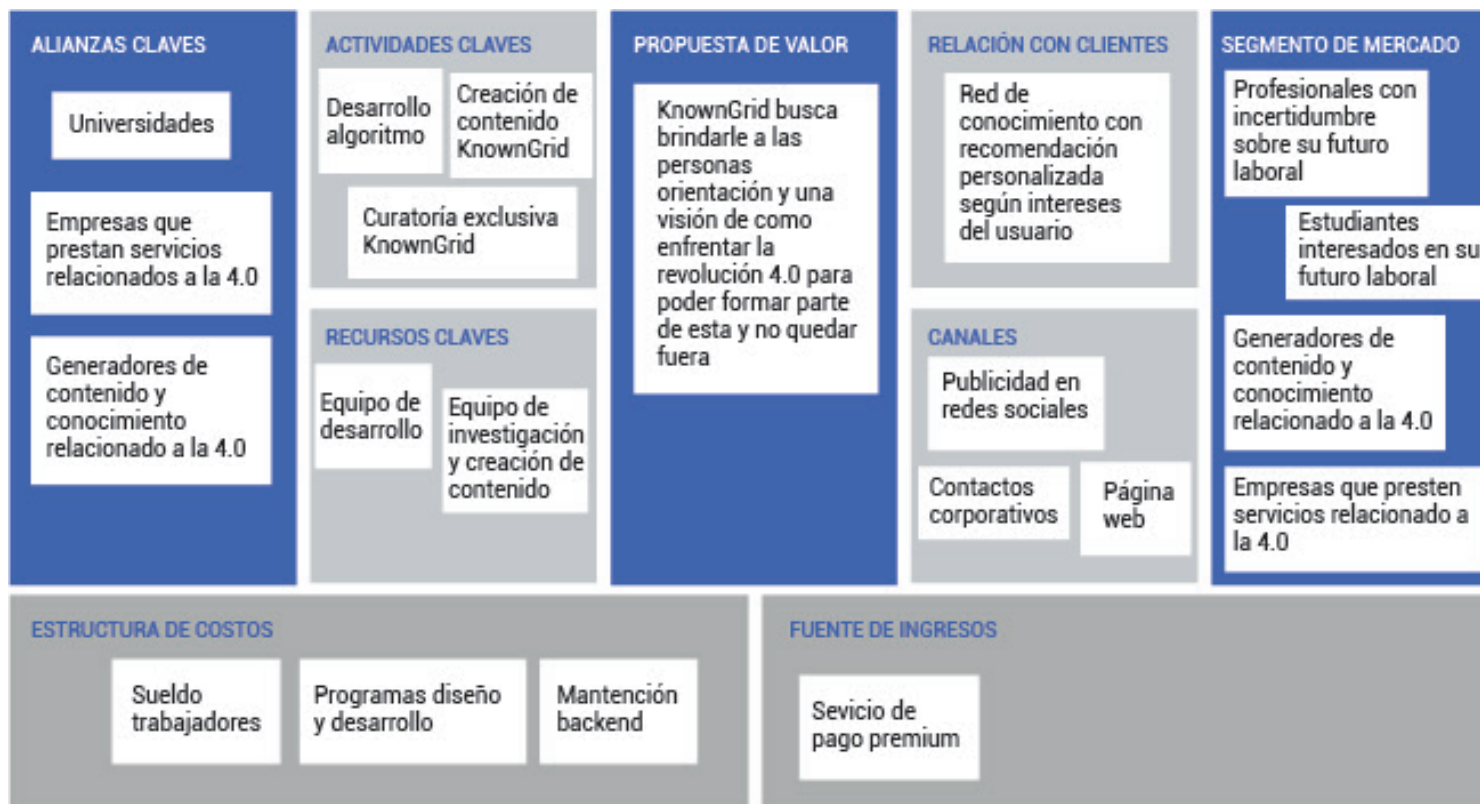 ALIANZAS CLAVES
Universidades
Empresas que
prestan servicios
relacionados a la 4.0
Generadores de
contenido y
conocimiento
relacionado a la 4.0
ACTIVIDADES CLAVES
Desarrollo
algoritmo
Creación de
contenido
KnownGrid
Curatoría exclusiva
KnownGrid
RECURSOS CLAVES
Equipo de
desarrollo
Equipo de
investigación
y creación de
contenido
PROPUESTA DE VALOR
KnownGrid busca
brindarle a las
personas
orientación y una
visión de como
enfrentar la
revolución 4.0 para
poder formar parte
de esta y no quedar
fuera
RELACIÓN CON CLIENTES
Red de
conocimiento con
recomendación
personalizada
según intereses
del usuario
CANALES
Publicidad en
redes sociales
Contactos
corporativos
Página
web
SEGMENTO DE MERCADO
Profesionales con
incertidumbre
sobre su futuro
laboral
Estudiantes
interesados en su
futuro laboral
Generadores de
contenido y
conocimiento
relacionado a la 4.0
Empresas que presten
servicios relacionado a
la 4.0
ESTRUCTURA DE COSTOS
Sueldo
trabajadores
Programas diseño
y desarrollo
Mantención
backend
FUENTE DE INGRESOS
Sevicio de
pago premium